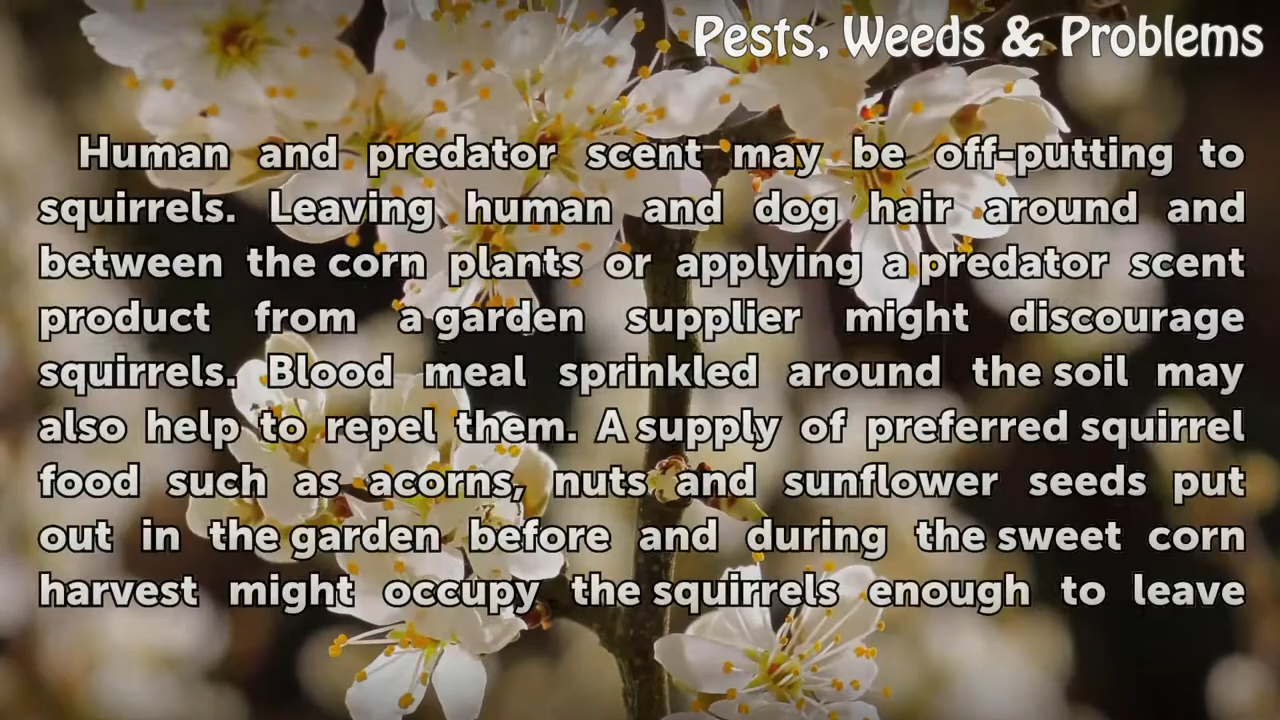 Pests, Weeds & Problems
Human and predator scent may be off-putting to
squirrels. Leaving human and dog hair around and
between the corn plants or applying a predator scent
product from a garden supplier might discourage
squirrels. Blood meal sprinkled around the soil may
also help to repel them. A supply of preferred squirrel
food such as acorns, nuts and sunflower seeds put
out in the garden before and during the sweet corn
harvest might occupy the squirrels enough to leave